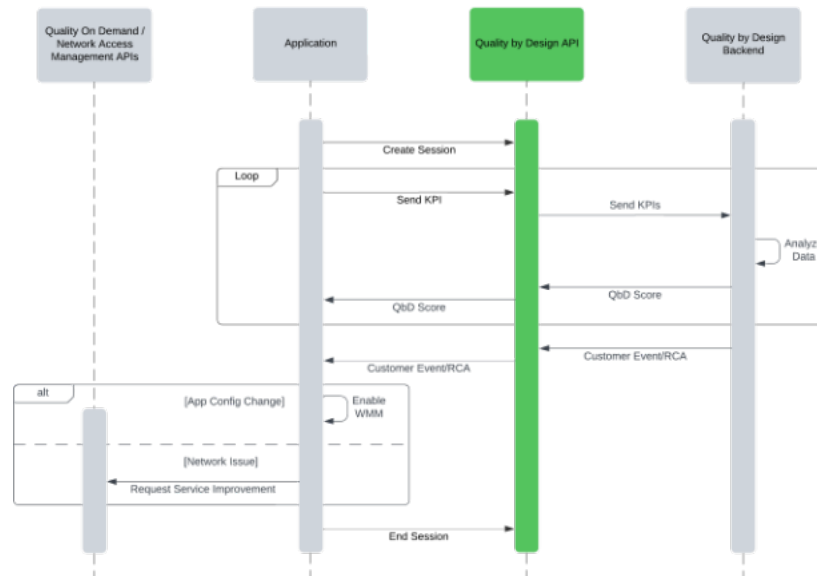 Quality On Demand /
Network Access
Management APIs
Application
Quality by Design API
Quality by Design
Backend
Create Session
Loop
Send KPI
Send KPIs
Analyz
Data
QbD Score
QbD Score
Customer Event/RCA
Customer Event/RCA
alt
[App Config Change]
Enable
WMM
[Network Issue]
Request Service Improvement
End Session